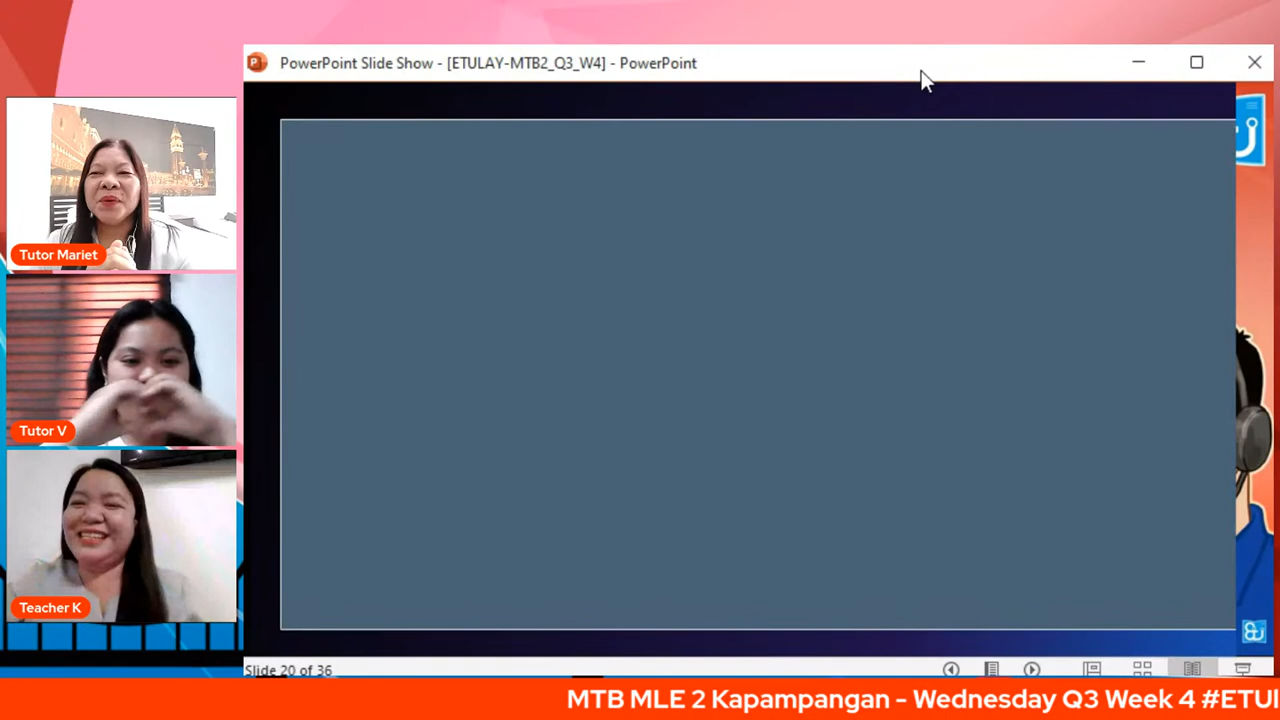 PowerPoint Slide Show - [ETULAY-MTB2_Q3_W4] - PowerPoint
Tutor Mariet
Tutor V
Teacher K
Slide 20 of 36
MTB MLE 2 Kapampangan - Wednesday Q3 Week 4 #ETUL